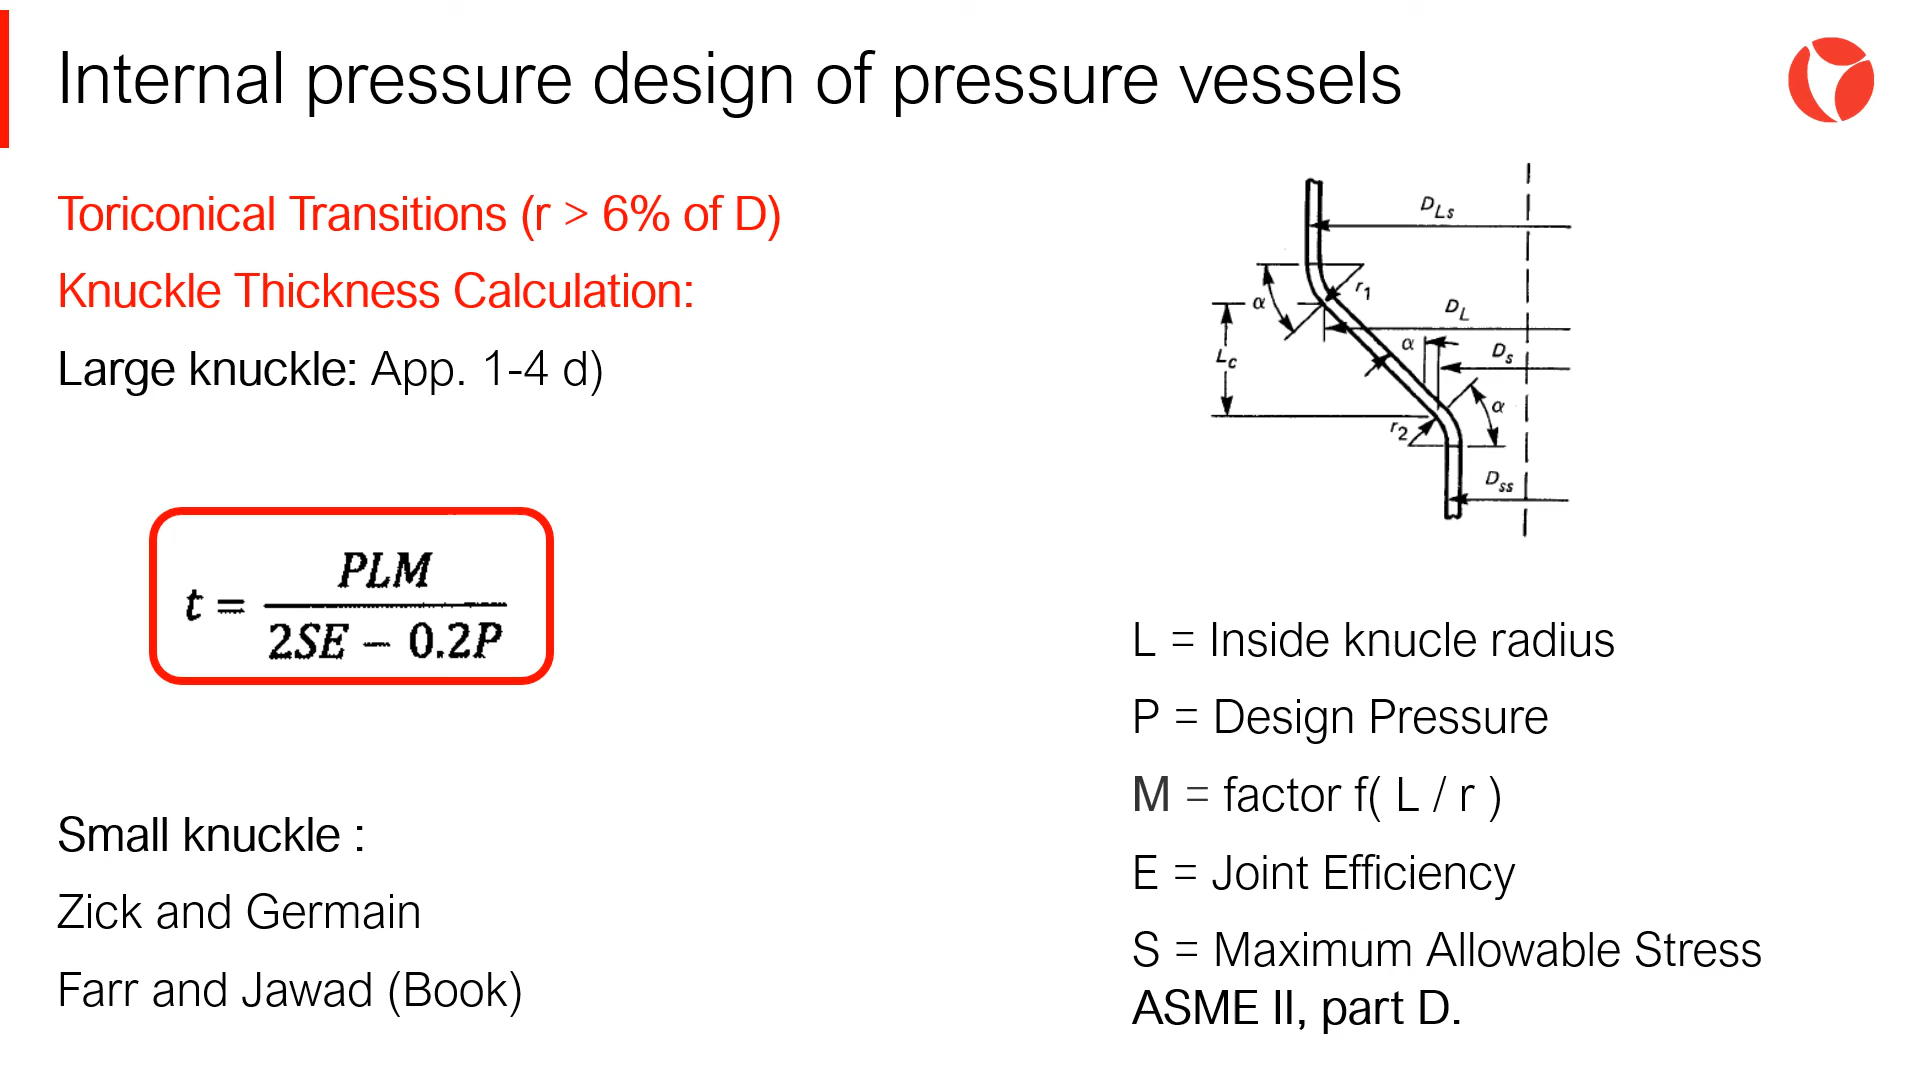 Internal pressure design of pressure vessels
Toriconical Transitions (r > 6% of D)
Knuckle Thickness Calculation:
Large knuckle: App. 1-4 d)
t = PLM / 2SE – 0.2P
Small knuckle :
Zick and Germain
Farr and Jawad (Book)
DLs
α
r1
DL
α
Ds
Lc
α
r2
Dss
L = Inside knucle radius
P = Design Pressure
M = factor f( L / r )
E = Joint Efficiency
S = Maximum Allowable Stress
ASME II, part D.